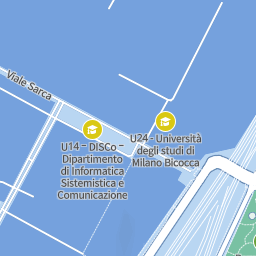 Viale Sarca
U14 – DISCo –
Dipartimento
di Informatica
Sistemistica e
Comunicazione
U24 - Università
degli studi di
Milano Bicocca